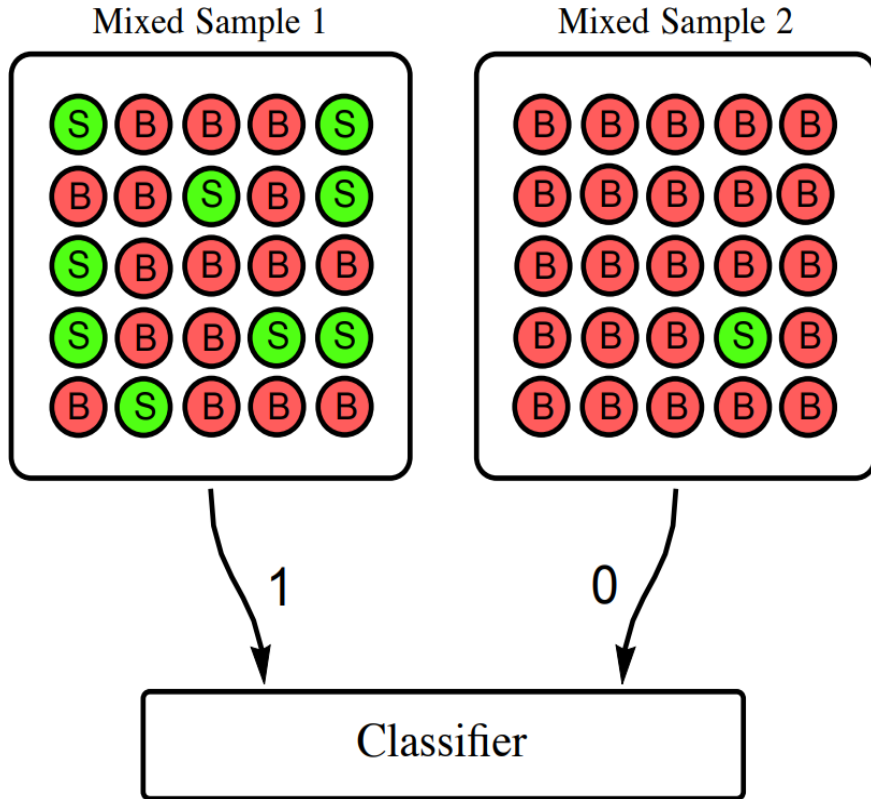 Mixed Sample 1
Mixed Sample 2
S B B B S
B B B B B
B B S B S
B B B B B
S B B B B
B B B B B
S B B S S
B B B S B
B S B B B
B B B B B
1
0
Classifier